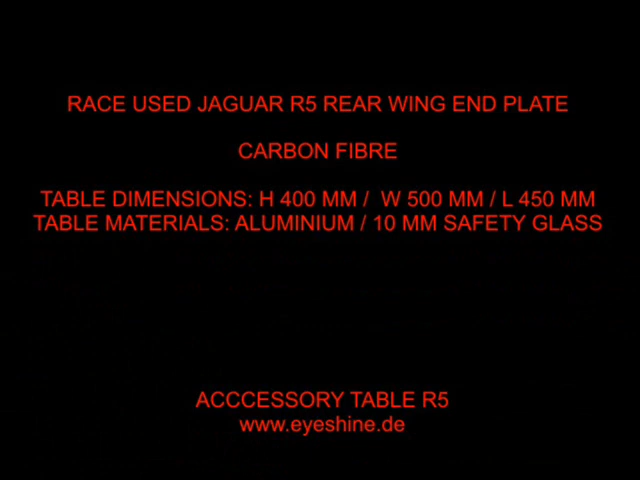 RACE USED JAGUAR R5 REAR WING END PLATE
CARBON FIBRE
TABLE DIMENSIONS: H 400 MM / W 500 MM / L 450 MM
TABLE MATERIALS: ALUMINIUM / 10 MM SAFETY GLASS
ACCCESSORY TABLE R5
www.eyeshine.de